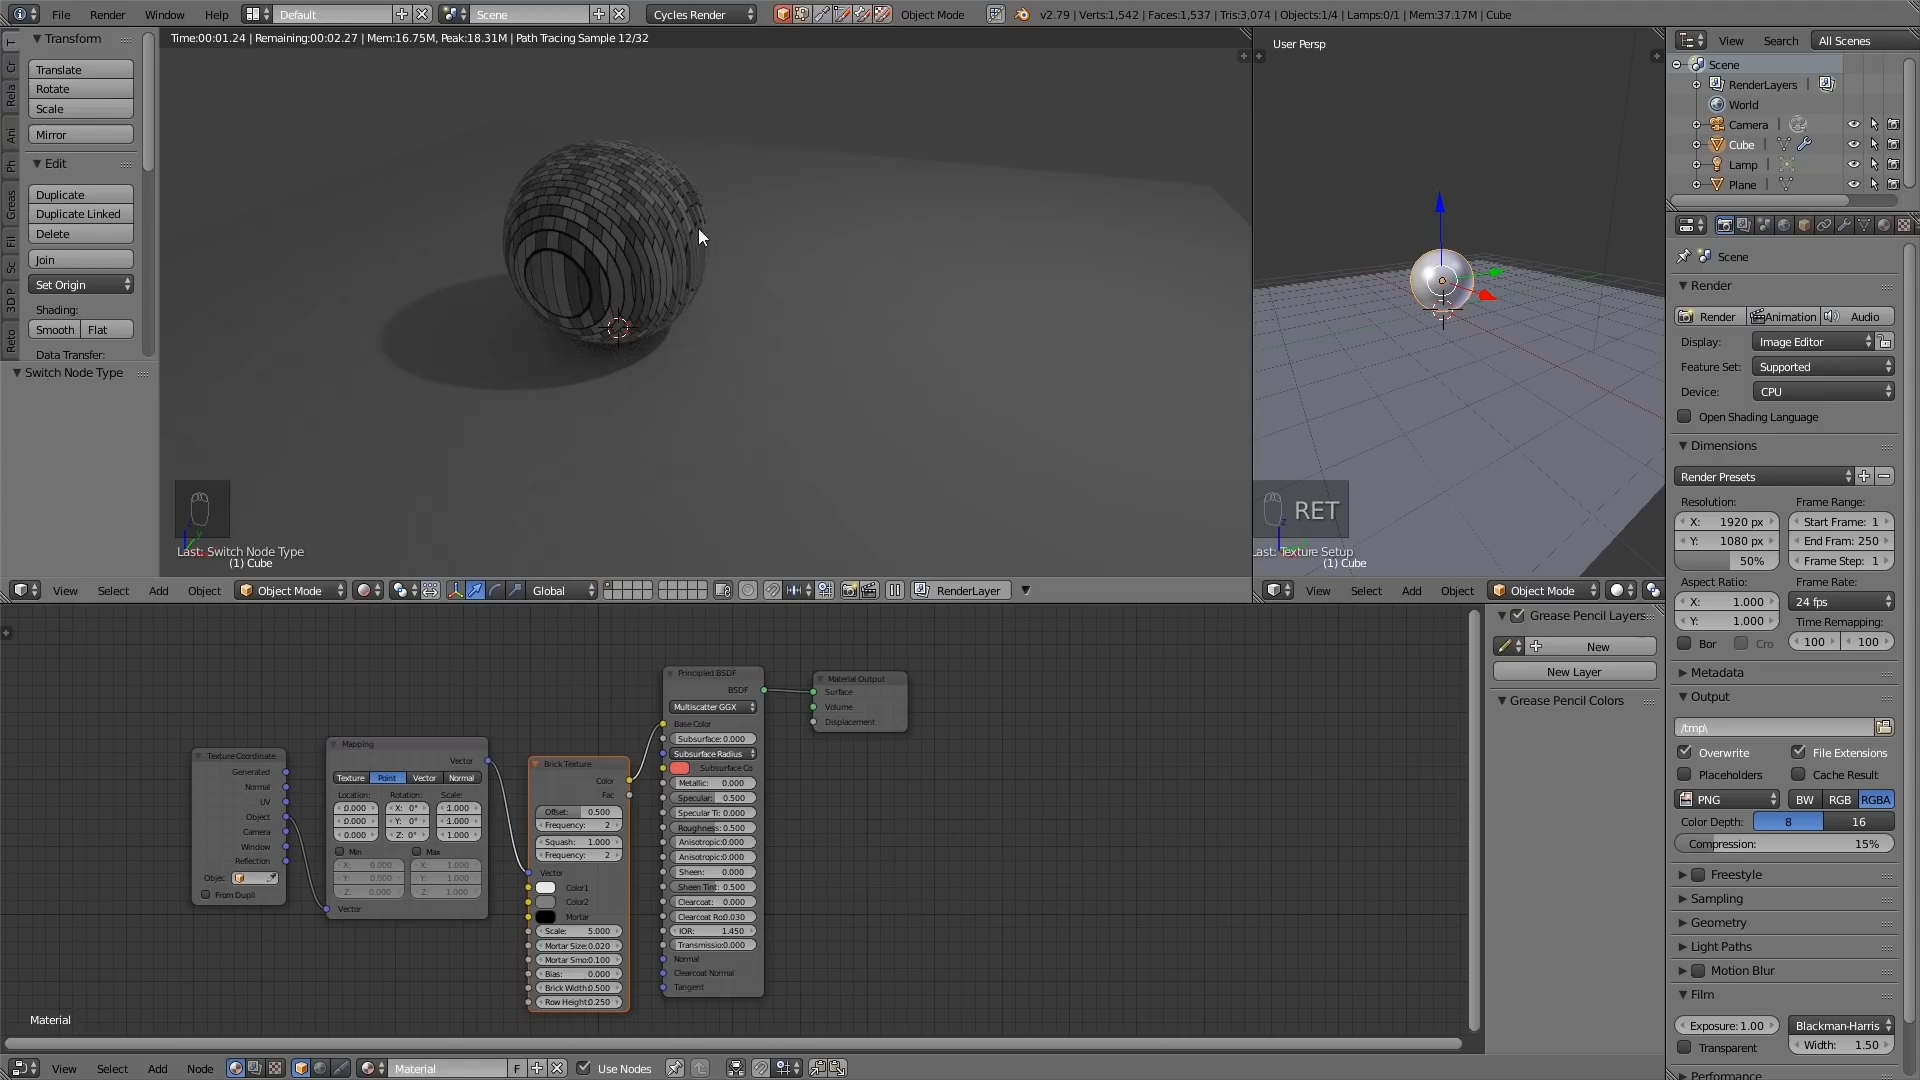 File Render Window Help Default Scene Cycles Render Object Mode v2.79 | Verts:1,542 | Faces:1,537 | Tris:3,074 | Objects:1/4 | Lamps:0/1 | Mem:37.17M | Cube
Time:00:01.24 | Remaining:00:02.27 | Mem:16.75M, Peak:18.31M | Path Tracing Sample 12/32
T
Cr
Rela
Ani
Ph
Greas
Fil
Sc
3D P
Reto
Transform
Translate
Rotate
Scale
Mirror
Edit
Duplicate
Duplicate Linked
Delete
Join
Set Origin
Shading:
Smooth Flat
Data Transfer:
Switch Node Type
Last: Switch Node Type
(1) Cube
User Persp
RET
Last: Texture Setup
(1) Cube
View Select Add Object Object Mode Global RenderLayer
View Select Add Object Object Mode
View Search All Scenes
Scene
RenderLayers
World
Camera
Cube
Lamp
Plane
Scene
Render
Render Animation Audio
Display: Image Editor
Feature Set: Supported
Device: CPU
Open Shading Language
Dimensions
Render Presets
Resolution: Frame Range:
X: 1920 px Start Frame: 1
Y: 1080 px End Fram: 250
50% Frame Step: 1
Aspect Ratio: Frame Rate:
X: 1.000 24 fps
Y: 1.000 Time Remapping:
Bor Cro 100 100
Metadata
Output
/tmp\
Overwrite File Extensions
Placeholders Cache Result
PNG BW RGB RGBA
Color Depth: 8 16
Compression: 15%
Freestyle
Sampling
Geometry
Light Paths
Motion Blur
Film
Exposure: 1.00 Blackman-Harris
Transparent Width: 1.50
Performance
Grease Pencil Layers
New
New Layer
Grease Pencil Colors
Texture Coordinate
Generated
Normal
UV
Object
Camera
Window
Reflection
Objec
From Dupli
Mapping
Vector
Texture Point Vector Normal
Location: Rotation: Scale:
0.000 X: 0° 1.000
0.000 Y: 0° 1.000
0.000 Z: 0° 1.000
Min Max
X: 0.000 X: 1.000
Y: 0.000 Y: 1.000
Z: 0.000 Z: 1.000
Vector
Brick Texture
Color
Fac
Offset: 0.500
Frequency: 2
Squash: 1.000
Frequency: 2
Vector
Color1
Color2
Mortar
Scale: 5.000
Mortar Size:0.020
Mortar Smo:0.100
Bias: 0.000
Brick Width:0.500
Row Height:0.250
Principled BSDF
BSDF
Multiscatter GGX
Base Color
Subsurface: 0.000
Subsurface Radius
Subsurface Co
Metallic: 0.000
Specular: 0.500
Specular Ti: 0.000
Roughness: 0.500
Anisotropic:0.000
Anisotropic:0.000
Sheen: 0.000
Sheen Tint: 0.500
Clearcoat: 0.000
Clearcoat Ro:0.030
IOR: 1.450
Transmissio:0.000
Normal
Clearcoat Normal
Tangent
Material Output
Surface
Volume
Displacement
Material
View Select Add Node Material F Use Nodes